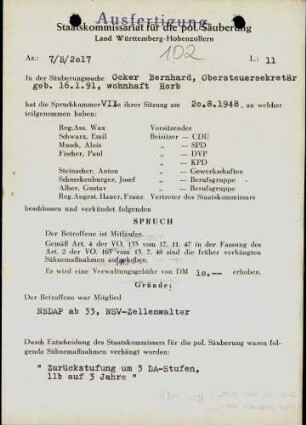 Ausfertigung
Staatskommissariat für die pol. Säuberung
Land Württemberg-Hohenzollern
102
Az.: 7/B/2017 L: 11
In der Säuberungssache Ocker Bernhard, Obersteuersekretär
geb. 16.1.91, wohnhaft Horb
hat die Spruchkammer VII in ihrer Sitzung am 20.8.1948, an welcher
teilgenommen haben:
Reg.Ass. Wax Vorsitzender
Schwarz, Emil Beisitzer — CDU
Musch, Alois „ — SPD
Fischer, Paul „ — DVP
„ — KPD
Steinacher, Anton „ — Gewerkschaften
Schneckenburger, Josef „ — Berufsgruppe
Alber, Gustav „ — Berufsgruppe
Reg.Angest. Hauer, Franz Vertreter des Staatskommissars
beschlossen und verkündet folgenden
SPRUCH
Der Betroffene ist Mitläufer.
Gemäß Art. 4 der VO. 133 vom 17. 11. 47 in der Fassung des
Art. 2 der VO. 165 vom 13. 7. 48 sind die früher verhängten
Sühnemaßnahmen aufgehoben.
Es wird eine Verwaltungsgebühr von DM 10.— erhoben.
Gründe:
Der Betroffene war Mitglied
NSDAP ab 33, NSV-Zellenwalter
Durch Entscheidung des Staatskommissars für die pol. Säuberung waren fol-
gende Sühnemaßnahmen verhängt worden:
" Zurückstufung um 3 DA-Stufen,
11b auf 3 Jahre "